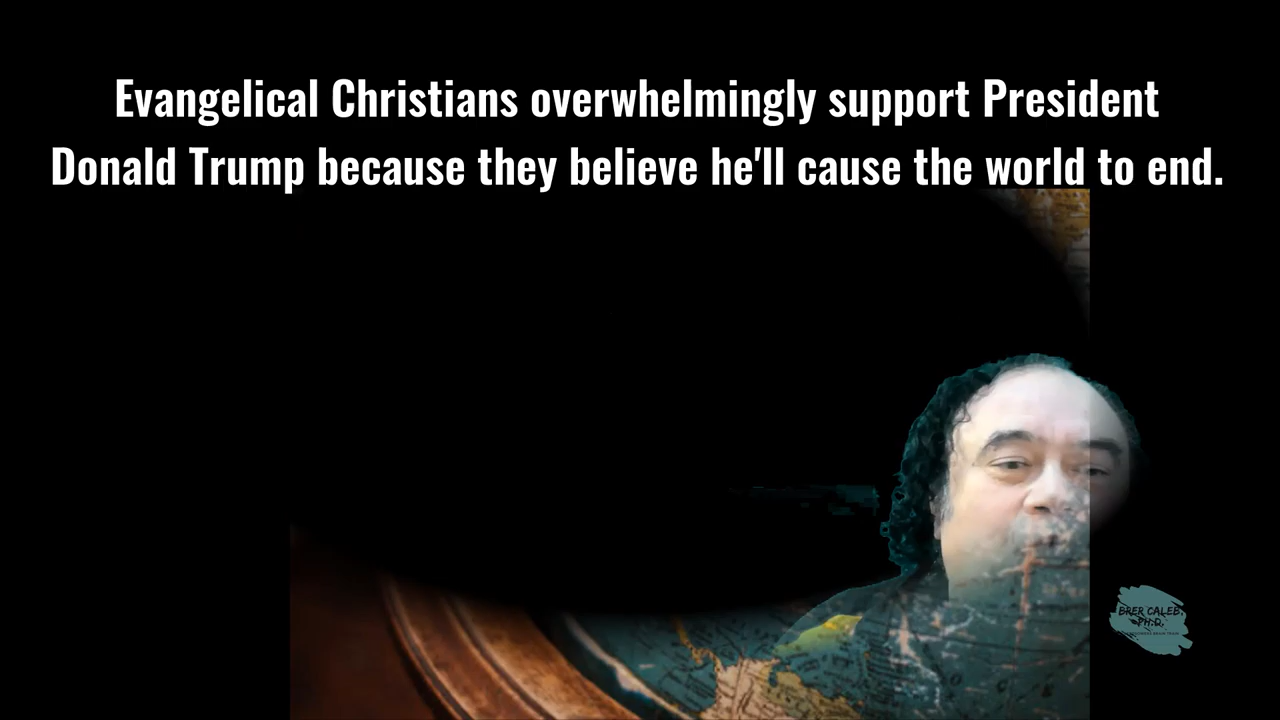 Evangelical Christians overwhelmingly support President
Donald Trump because they believe he'll cause the world to end.
BRER CALEB,
PH.D.